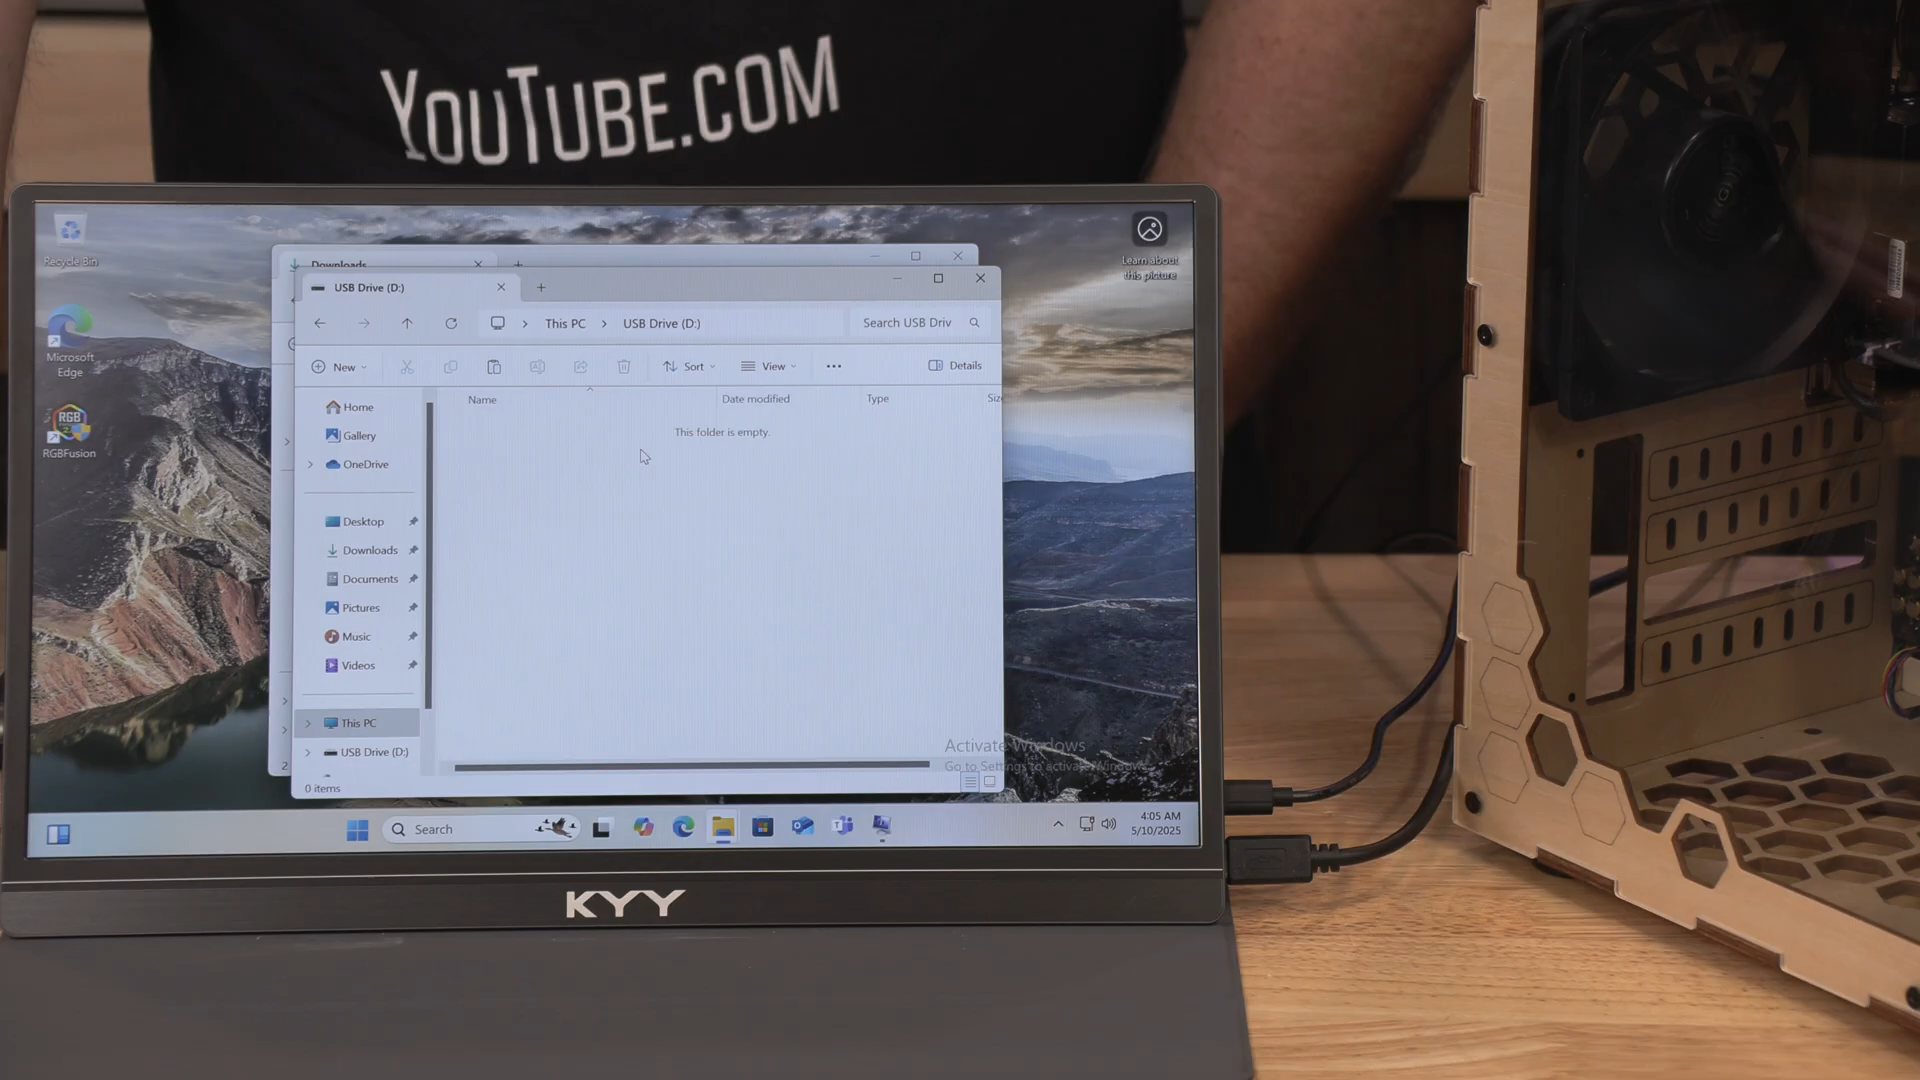 YOUTUBE.COM
Recycle Bin
Learn about
this picture
Downloads
USB Drive (D:)
This PC
USB Drive (D:)
Search USB Driv
Microsoft
Edge
New
Sort
View
Details
Name
Date modified
Type
Siz
Home
This folder is empty.
Gallery
RGB
RGBFusion
OneDrive
Desktop
Downloads
Documents
Pictures
Music
Videos
This PC
USB Drive (D:)
Activate Windows
Go to Settings to activate Windows.
2
0 items
Search
4:05 AM
5/10/2025
HDMI
KYY